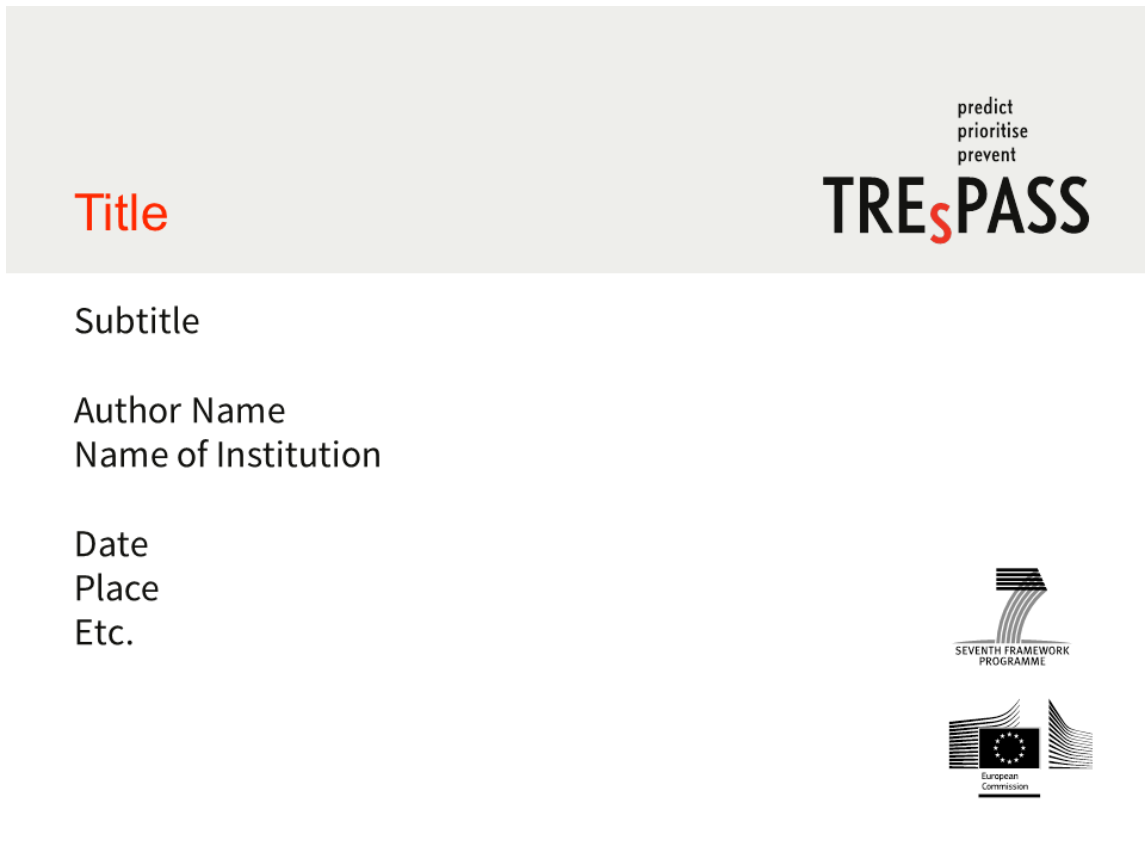 predict
prioritise
prevent
TREsPASS
Title
Subtitle
Author Name
Name of Institution
Date
Place
Etc.
7
SEVENTH FRAMEWORK
PROGRAMME
European
Commission